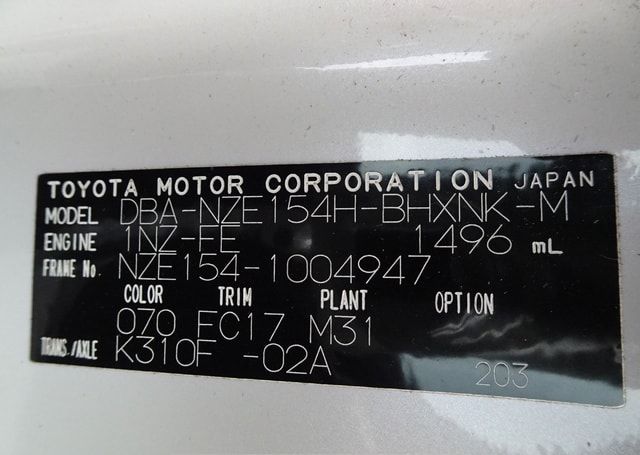 TOYOTA MOTOR CORPORATION JAPAN
MODEL DBA-NZE154H-BHXNK-M
ENGINE 1NZ-FE 1496 mL
FRAME No. NZE154-1004947
COLOR TRIM PLANT OPTION
070 FC17 M31
TRANS./AXLE K310F -02A
203